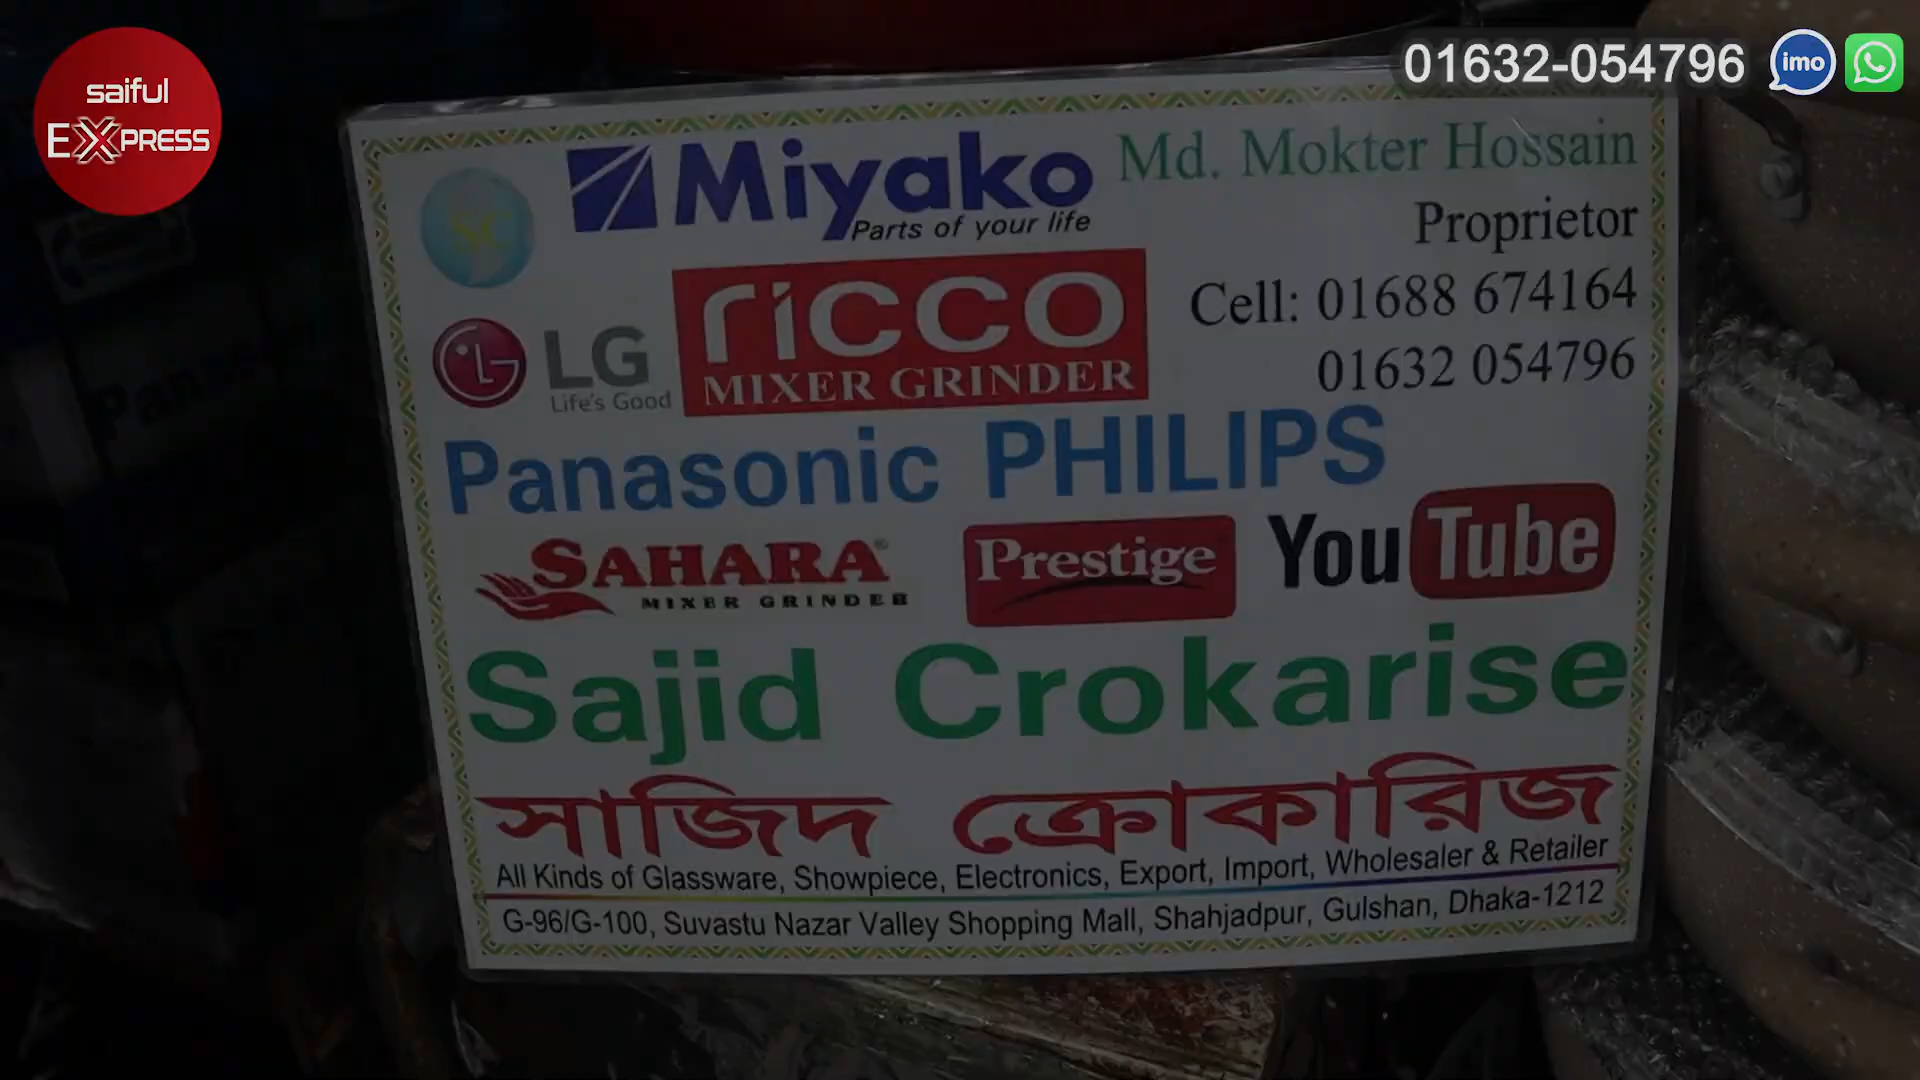 saiful
EXPRESS
01632-054796
imo
SC
Miyako
Parts of your life
Md. Mokter Hossain
Proprietor
Cell: 01688 674164
01632 054796
LG
Life's Good
ricco
MIXER GRINDER
Panasonic PHILIPS
SAHARA®
MIXER GRINDER
Prestige
YouTube
Sajid Crokarise
সাজিদ ক্রোকারিজ
All Kinds of Glassware, Showpiece, Electronics, Export, Import, Wholesaler & Retailer
G-96/G-100, Suvastu Nazar Valley Shopping Mall, Shahjadpur, Gulshan, Dhaka-1212